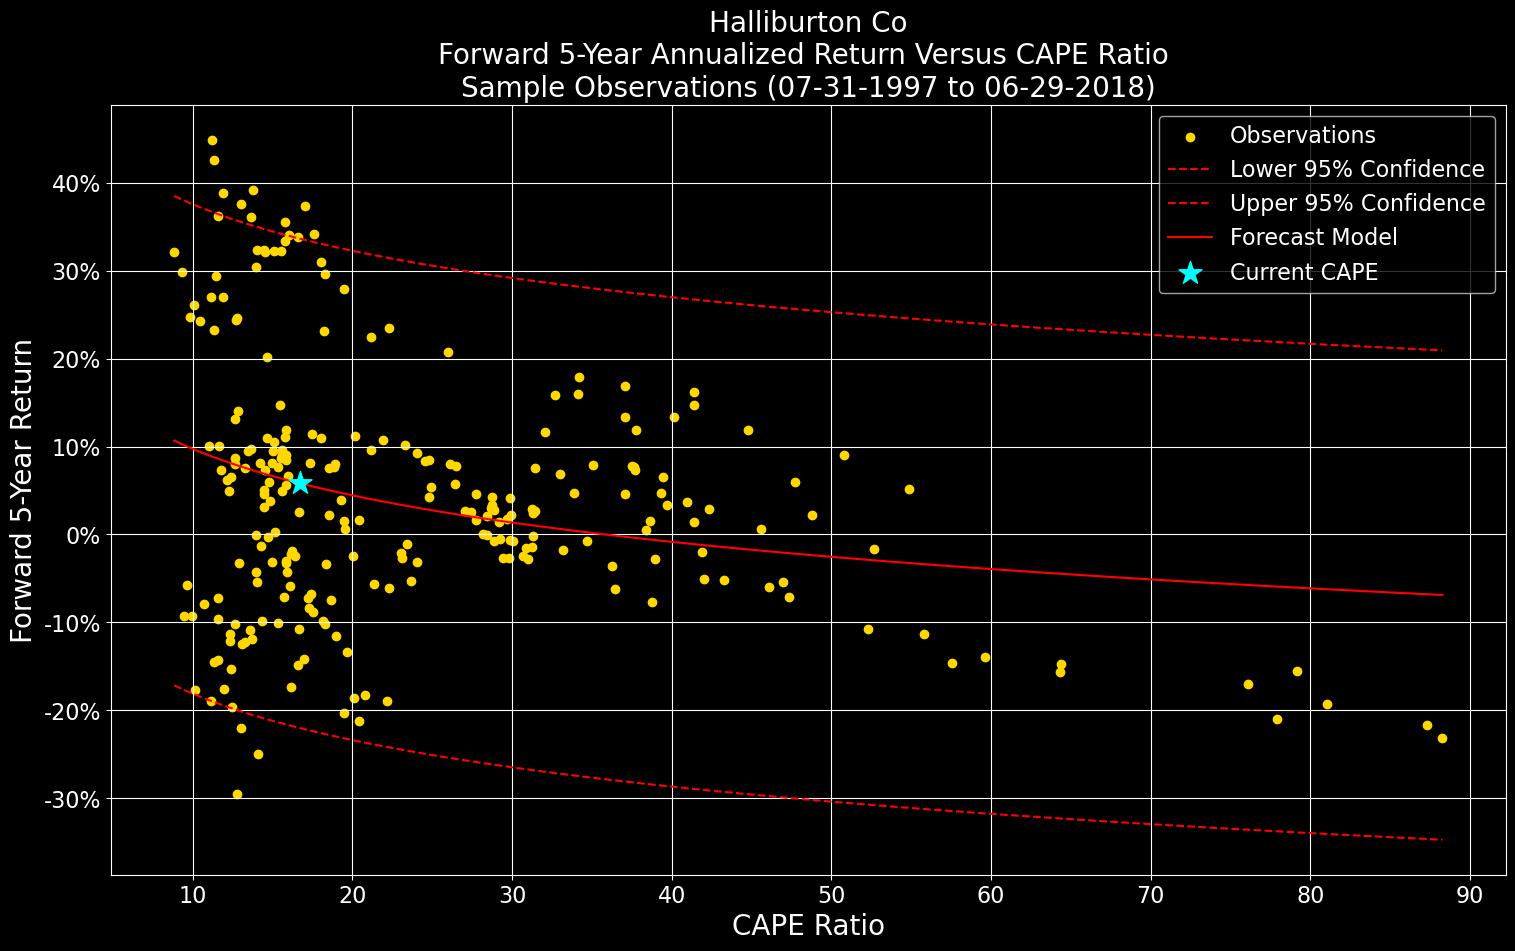 Halliburton Co
Forward 5-Year Annualized Return Versus CAPE Ratio
Sample Observations (07-31-1997 to 06-29-2018)
Observations
Lower 95% Confidence
Upper 95% Confidence
Forecast Model
Current CAPE
Forward 5-Year Return
40%
30%
20%
10%
0%
-10%
-20%
-30%
10 20 30 40 50 60 70 80 90
CAPE Ratio